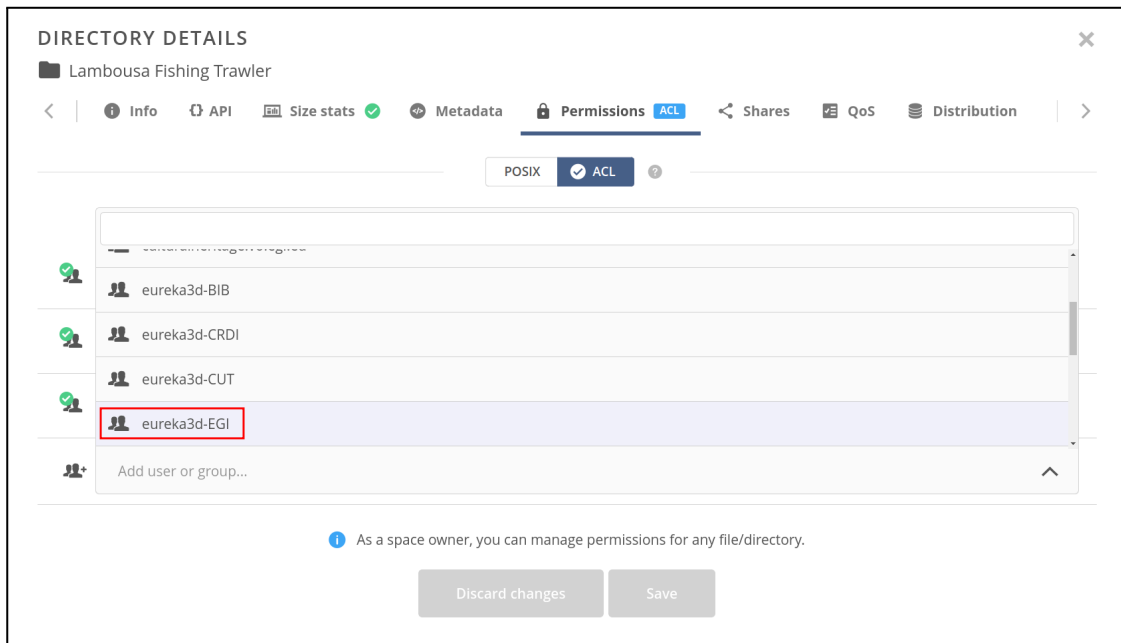 DIRECTORY DETAILS
Lambousa Fishing Trawler
Info API Size stats Metadata Permissions ACL Shares QoS Distribution
POSIX ACL
eureka3d-BIB
eureka3d-CRDI
eureka3d-CUT
eureka3d-EGI
Add user or group...
As a space owner, you can manage permissions for any file/directory.
Discard changes Save